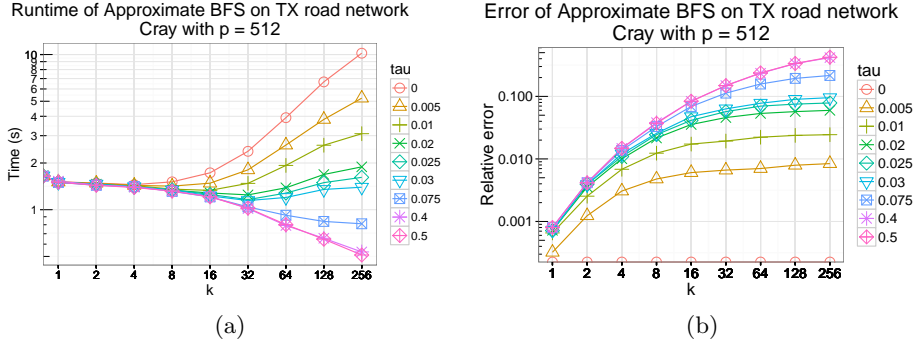 Runtime of Approximate BFS on TX road network
Cray with p = 512
Time (s)
10
9
8
7
6
5
4
3
2
1
1 2 4 8 16 32 64 128 256
k
tau
0
0.005
0.01
0.02
0.025
0.03
0.075
0.4
0.5
(a)
Error of Approximate BFS on TX road network
Cray with p = 512
Relative error
0.100
0.010
0.001
1 2 4 8 16 32 64 128 256
k
tau
0
0.005
0.01
0.02
0.025
0.03
0.075
0.4
0.5
(b)